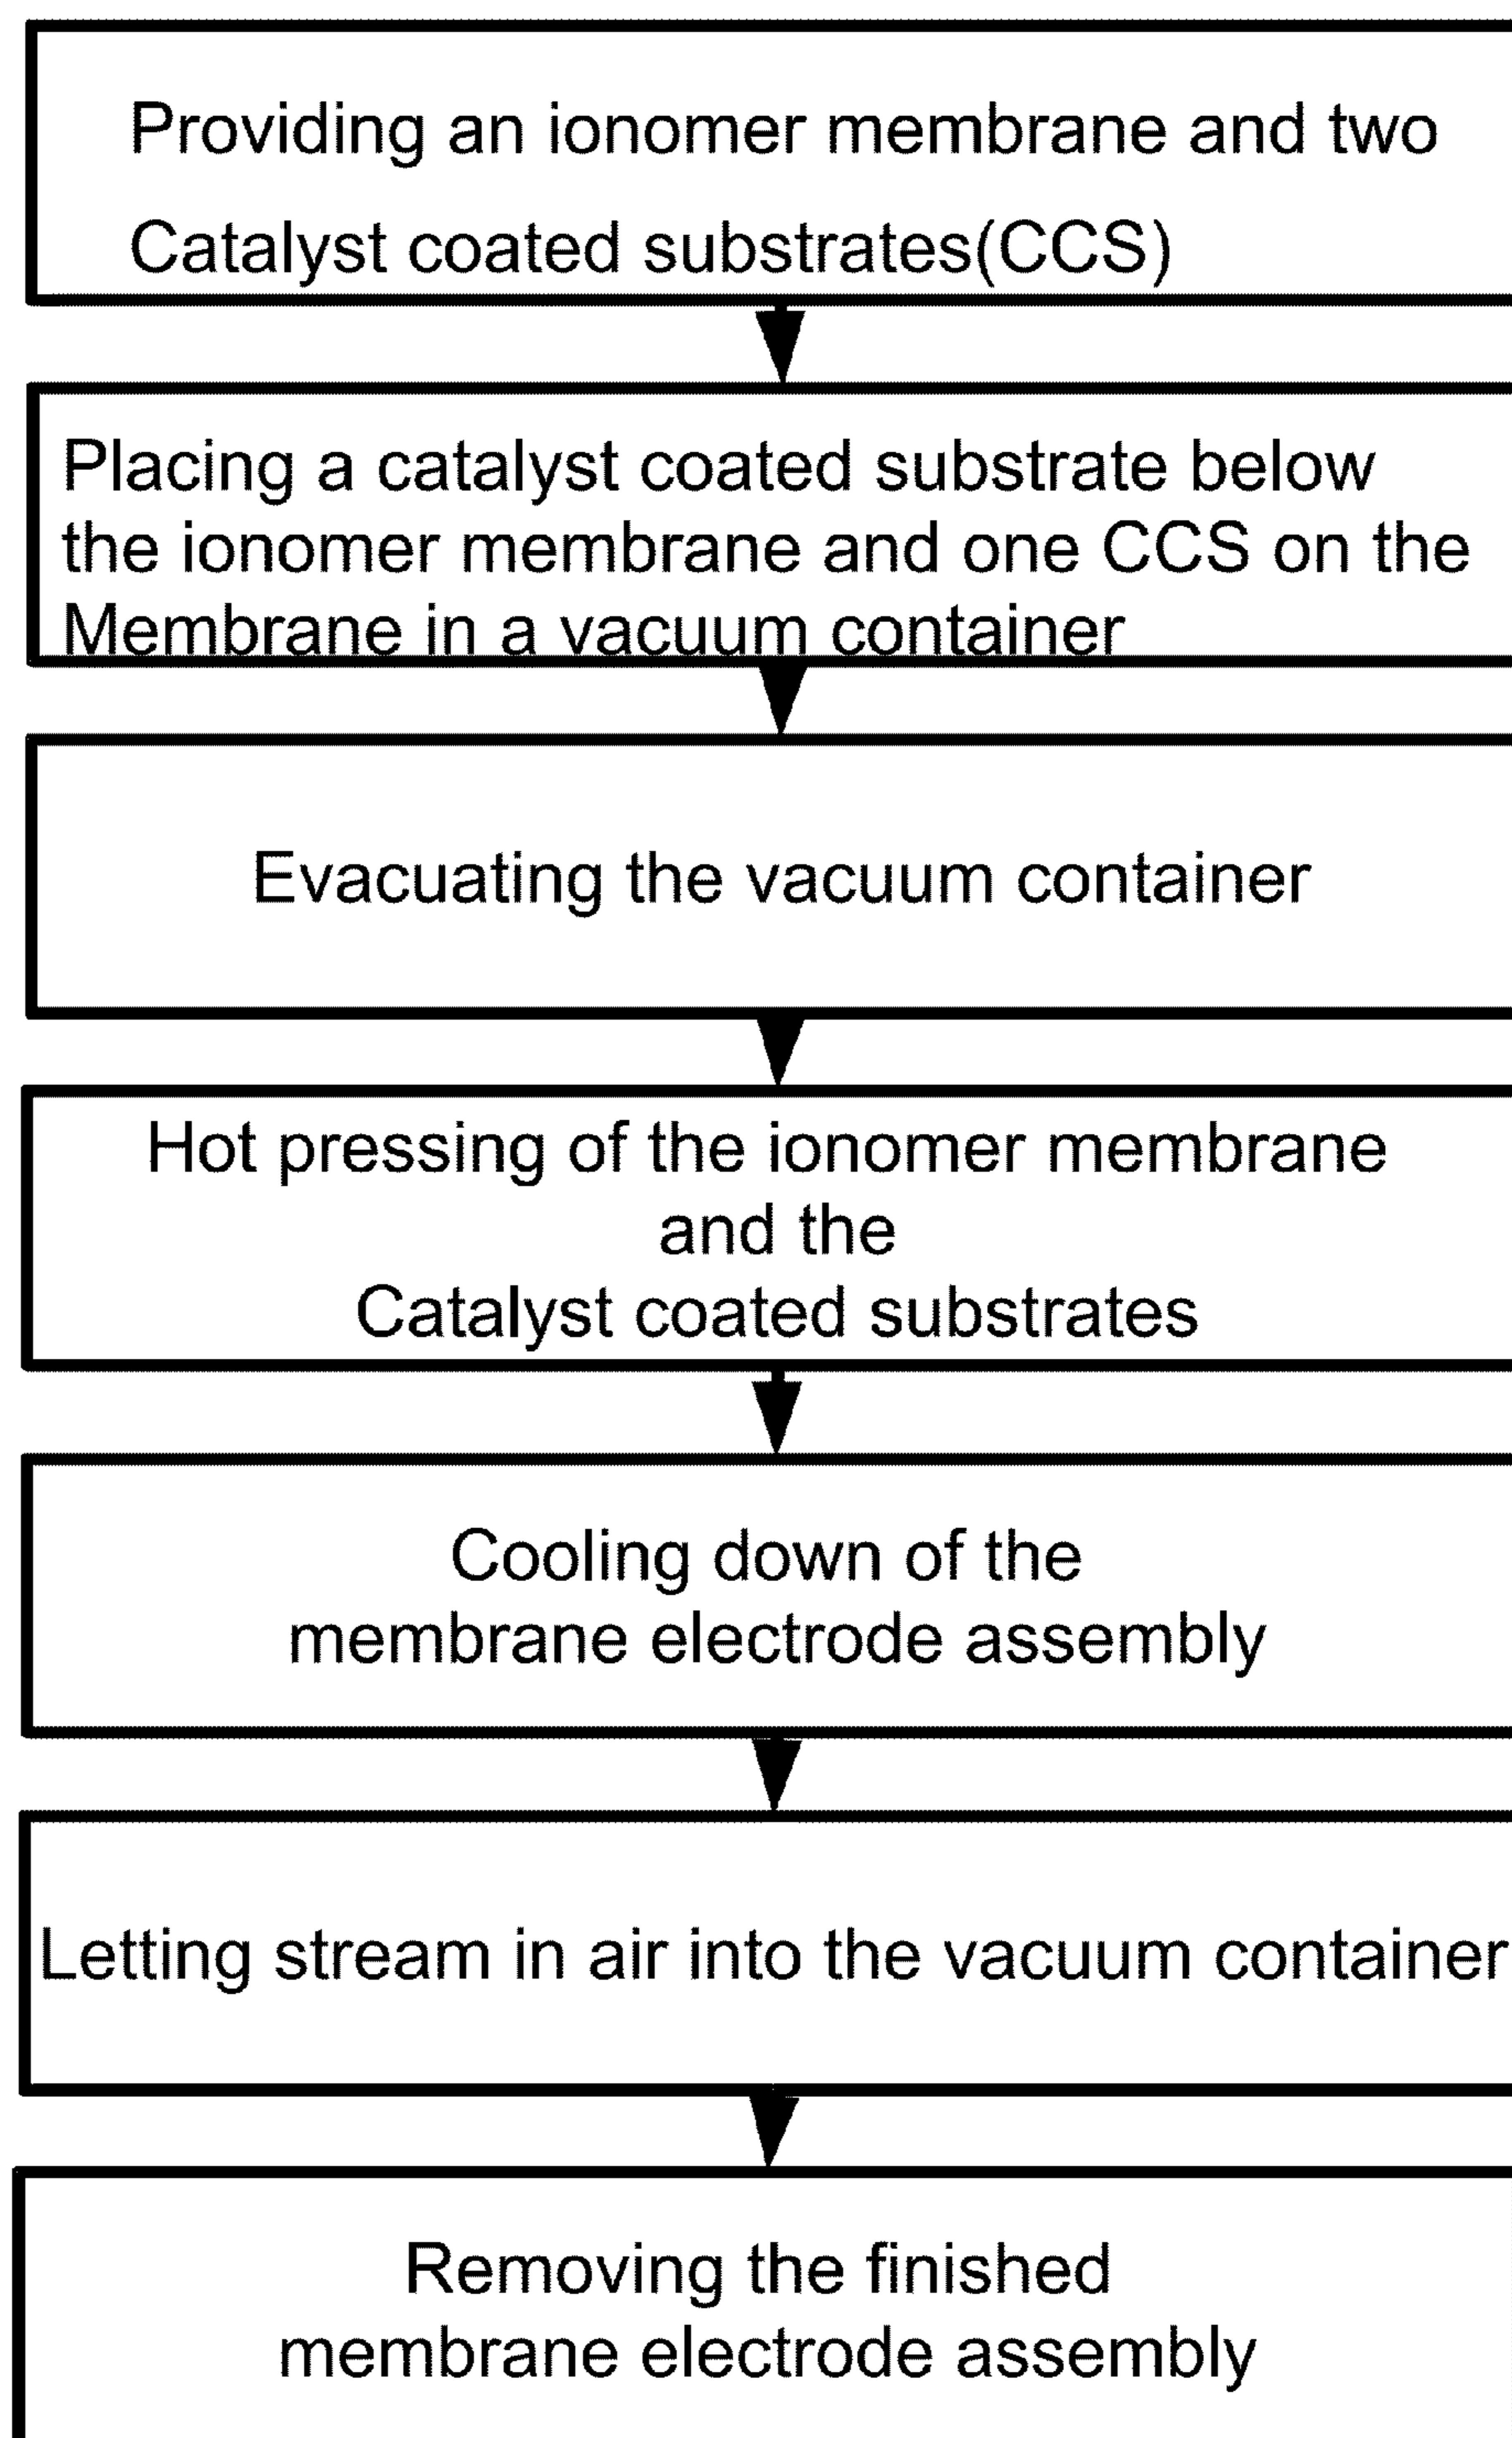 Providing an ionomer membrane and two
Catalyst coated substrates(CCS)
Placing a catalyst coated substrate below
the ionomer membrane and one CCS on the
Membrane in a vacuum container
Evacuating the vacuum container
Hot pressing of the ionomer membrane
and the
Catalyst coated substrates
Cooling down of the
membrane electrode assembly
Letting stream in air into the vacuum container
Removing the finished
membrane electrode assembly